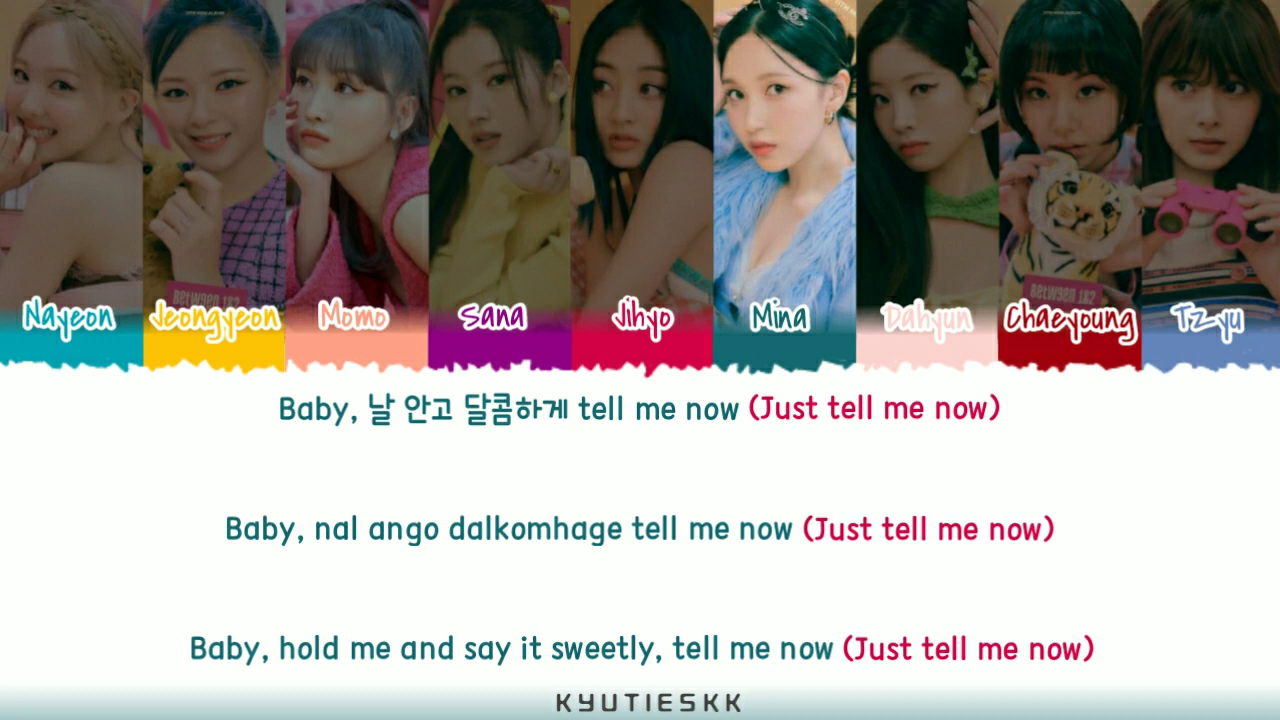 Nayeon Jeongyeon Momo Sana Jihyo Mina Dahyun Chaeyoung Tzuyu
Baby, 날 안고 달콤하게 tell me now (Just tell me now)
Baby, nal ango dalkomhage tell me now (Just tell me now)
Baby, hold me and say it sweetly, tell me now (Just tell me now)
KYUTIESKK